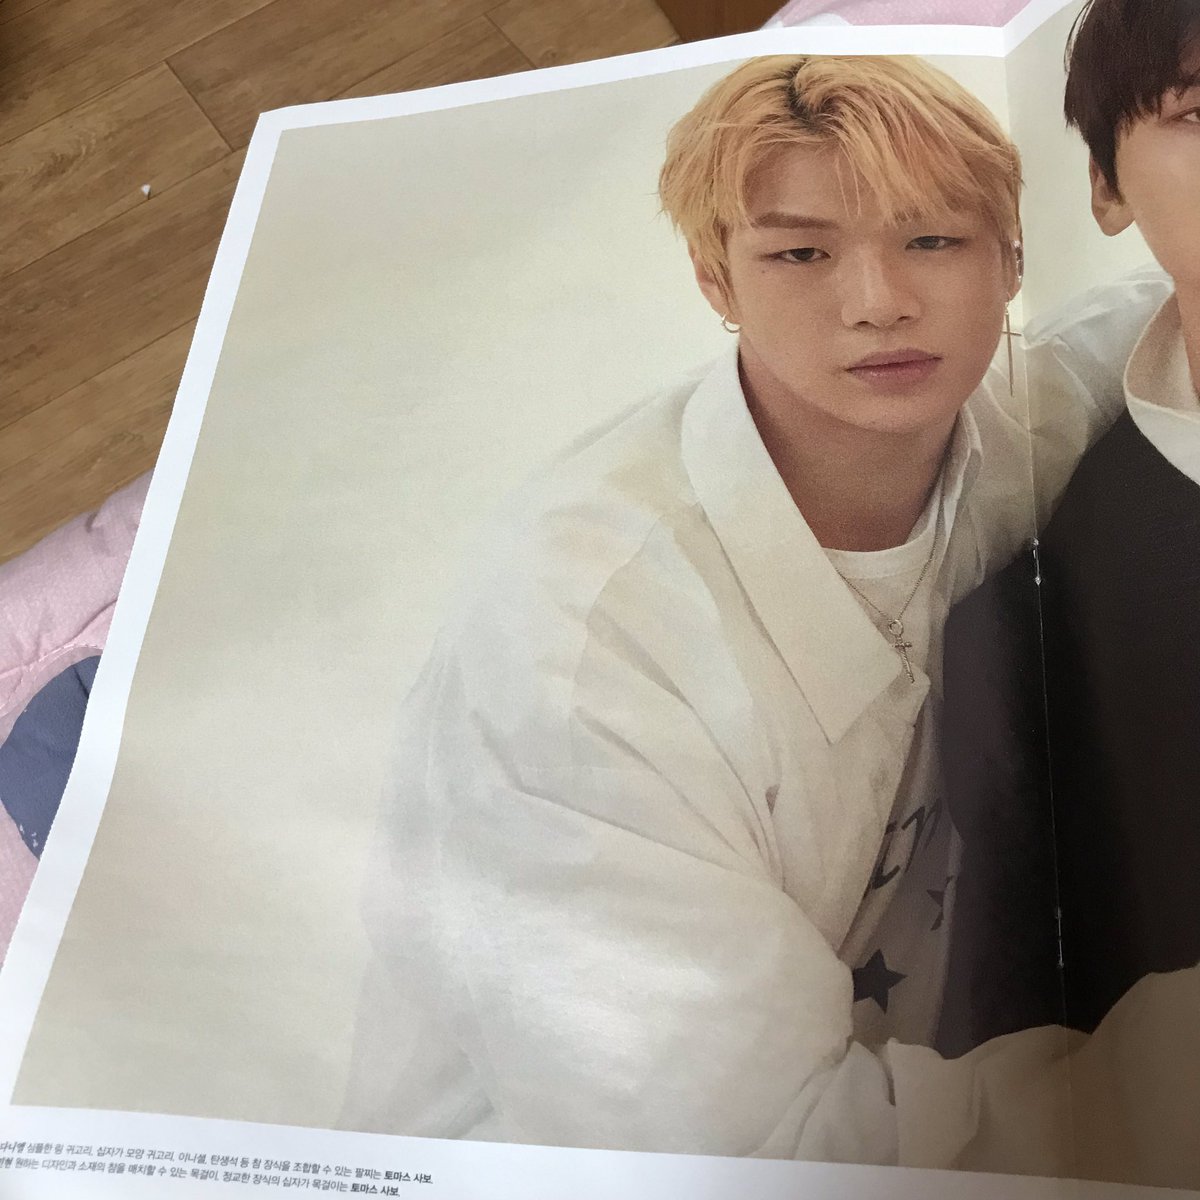 다니엘 심플한 링 귀고리, 십자가 모양 귀고리, 이니셜, 탄생석 등 참 장식을 조합할 수 있는 팔찌는 토마스 사보.
민현 원하는 디자인과 소재의 참을 매치할 수 있는 목걸이, 정교한 장식의 십자가 목걸이는 토마스 사보.